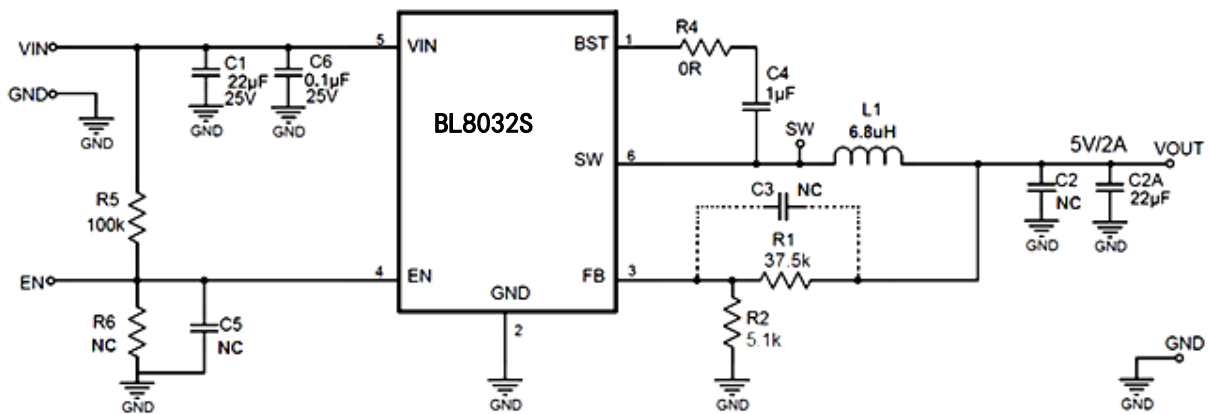 VIN
GND
GND
C1
22µF
25V
GND
C6
0.1µF
25V
GND
5
VIN
BL8032S
BST
1
R4
0R
C4
1µF
SW
6
SW
L1
6.8uH
5V/2A
VOUT
C2
NC
GND
C2A
22µF
GND
R5
100k
C3
NC
R1
37.5k
EN
4
EN
FB
3
R6
NC
C5
NC
GND
GND
2
GND
R2
5.1k
GND
GND
GND